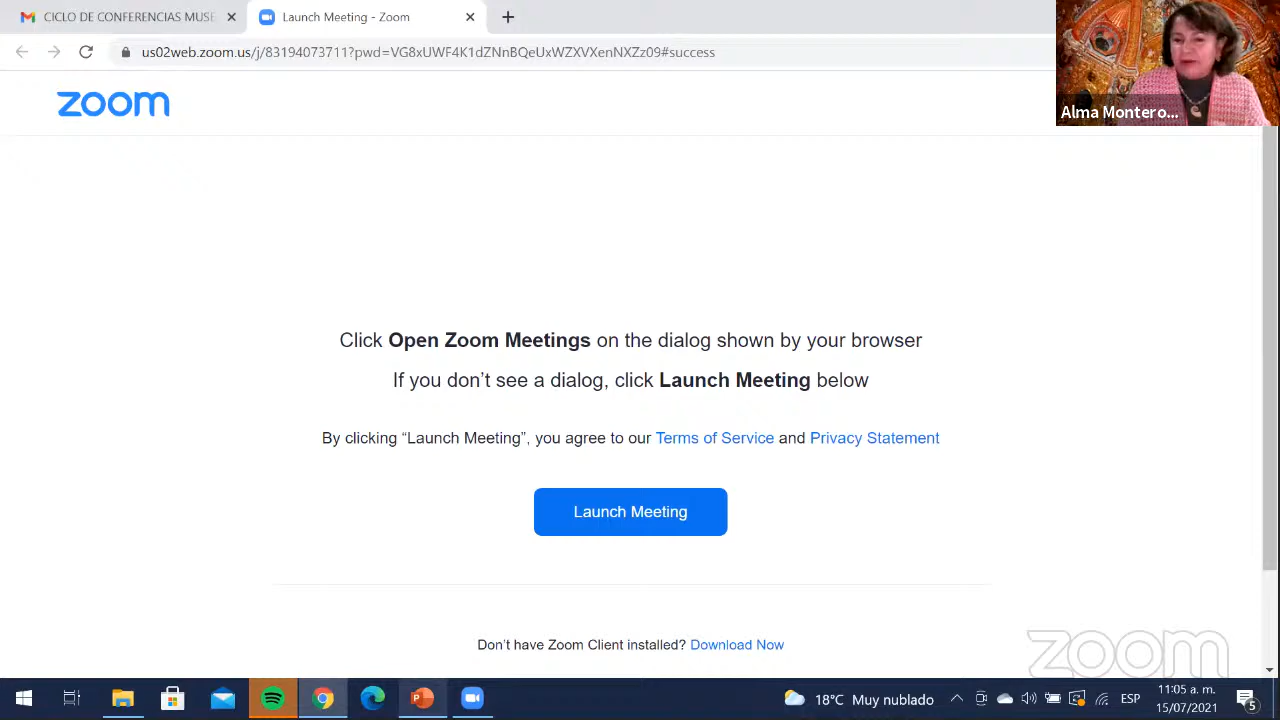 CICLO DE CONFERENCIAS MUSE
Launch Meeting - Zoom
us02web.zoom.us/j/83194073711?pwd=VG8xUWF4K1dZNnBQeUxWZXVXenNXZz09#success
zoom
Alma Montero...
Click Open Zoom Meetings on the dialog shown by your browser
If you don’t see a dialog, click Launch Meeting below
By clicking “Launch Meeting”, you agree to our Terms of Service and Privacy Statement
Launch Meeting
Don’t have Zoom Client installed? Download Now
zoom
18°C Muy nublado
ESP
11:05 a. m.
15/07/2021
5